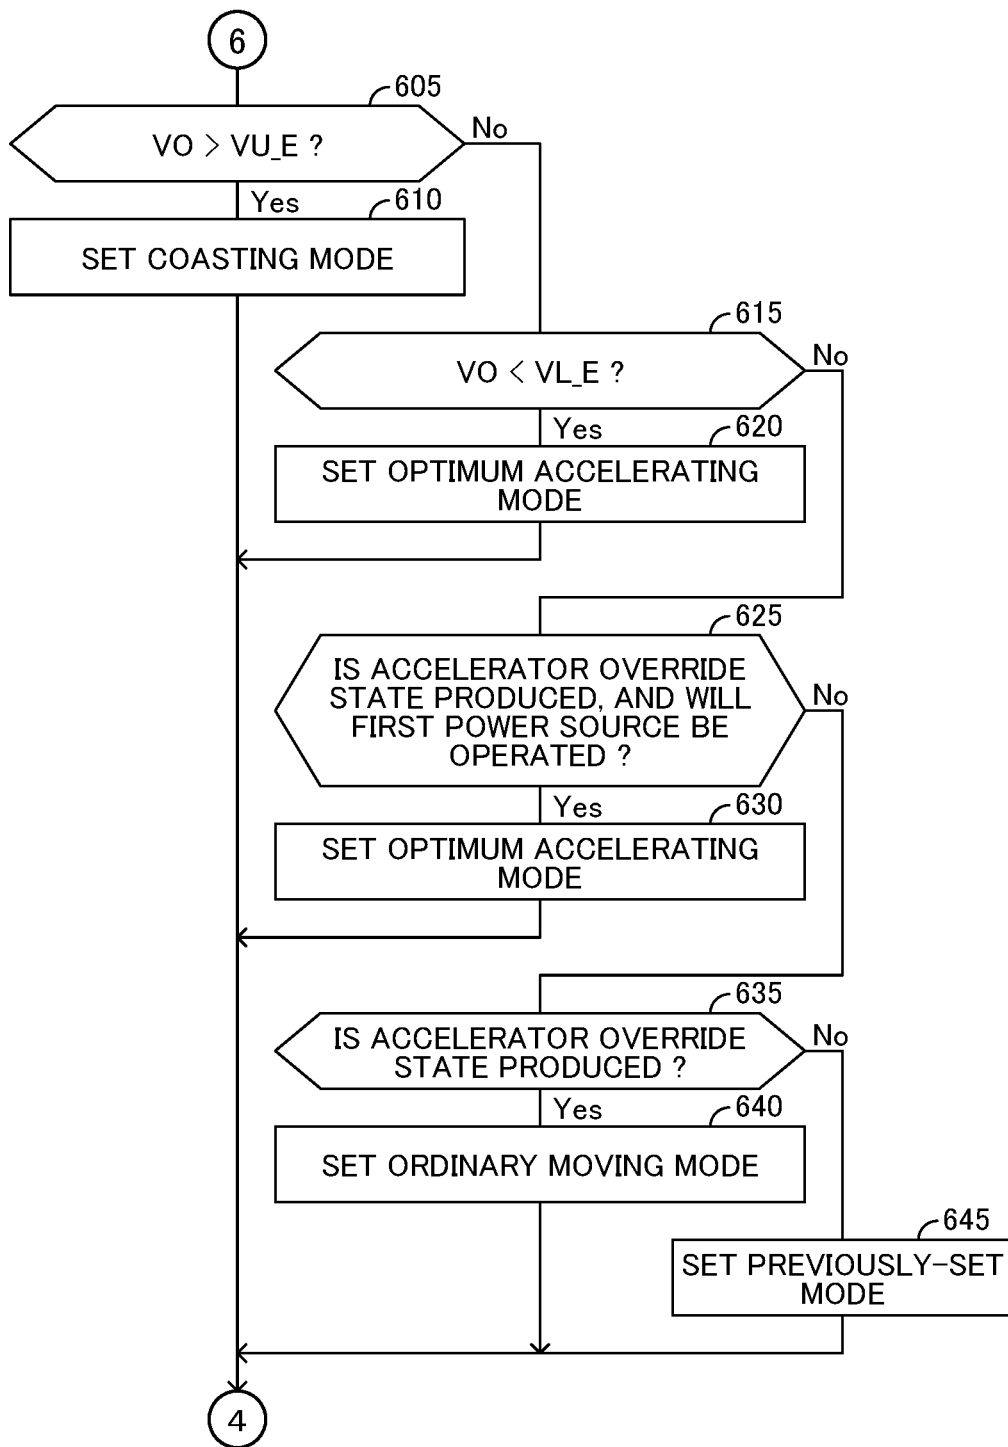 6
605
VO > VU_E ?
No
Yes
610
SET COASTING MODE
615
VO < VL_E ?
No
Yes
620
SET OPTIMUM ACCELERATING
MODE
625
IS ACCELERATOR OVERRIDE
STATE PRODUCED, AND WILL
FIRST POWER SOURCE BE
OPERATED ?
No
Yes
630
SET OPTIMUM ACCELERATING
MODE
635
IS ACCELERATOR OVERRIDE
STATE PRODUCED ?
No
Yes
640
SET ORDINARY MOVING MODE
645
SET PREVIOUSLY-SET
MODE
4